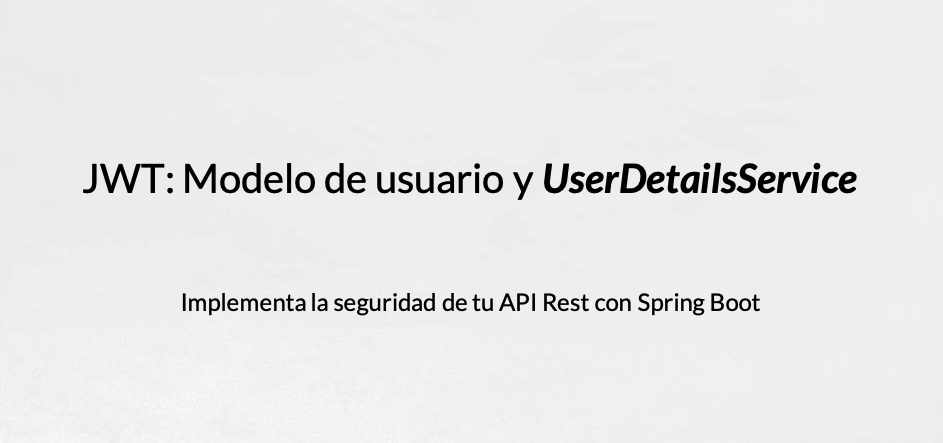 JWT: Modelo de usuario y UserDetailsService
Implementa la seguridad de tu API Rest con Spring Boot